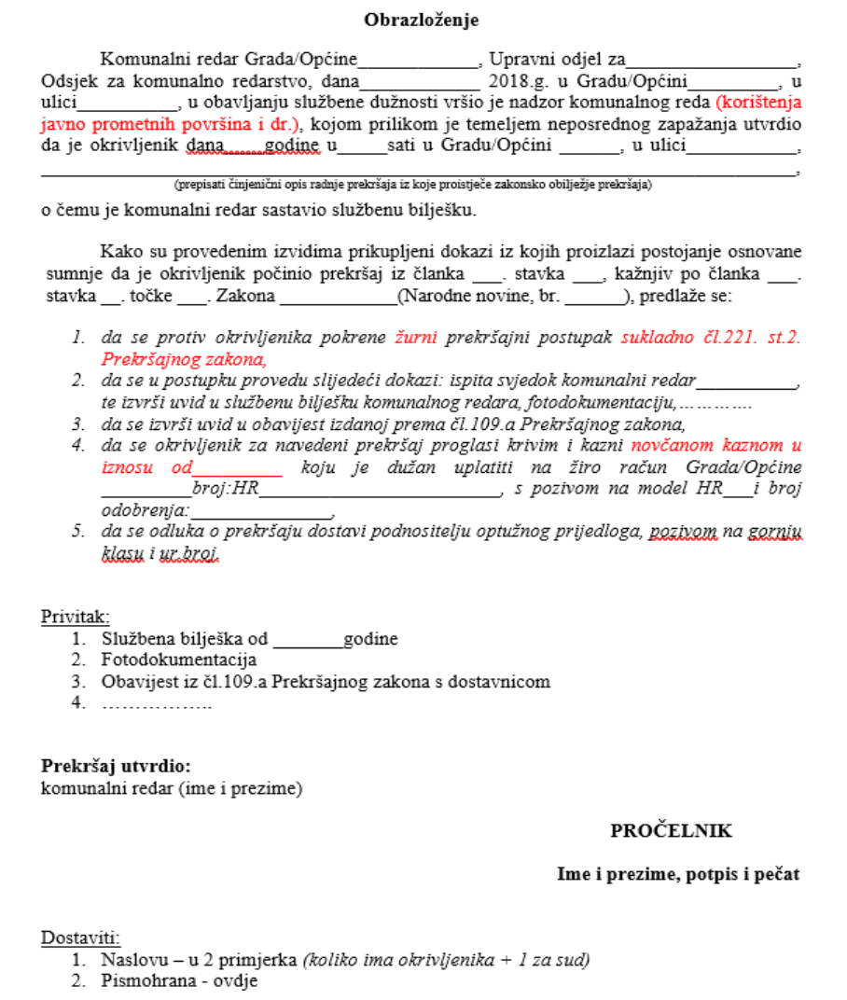 Obrazloženje
Komunalni redar Grada/Općine____________, Upravni odjel za_________________,
Odsjek za komunalno redarstvo, dana____________ 2018.g. u Gradu/Općini_________, u
ulici__________, u obavljanju službene dužnosti vršio je nadzor komunalnog reda (korištenja
javno prometnih površina i dr.), kojom prilikom je temeljem neposrednog zapažanja utvrdio
da je okrivljenik dana........godine u_____sati u Gradu/Općini ______, u ulici___________,
___________________________________________________________________________,
(prepisati činjenični opis radnje prekršaja iz koje proistječe zakonsko obilježje prekršaja)
o čemu je komunalni redar sastavio službenu bilješku.
Kako su provedenim izvidima prikupljeni dokazi iz kojih proizlazi postojanje osnovane
sumnje da je okrivljenik počinio prekršaj iz članka ___. stavka ___, kažnjiv po članka ___.
stavka __. točke ___. Zakona ____________(Narodne novine, br. ______), predlaže se:
1. da se protiv okrivljenika pokrene žurni prekršajni postupak sukladno čl.221. st.2.
Prekršajnog zakona,
2. da se u postupku provedu slijedeći dokazi: ispita svjedok komunalni redar__________,
te izvrši uvid u službenu bilješku komunalnog redara, fotodokumentaciju,………….
3. da se izvrši uvid u obavijest izdanoj prema čl.109.a Prekršajnog zakona,
4. da se okrivljenik za navedeni prekršaj proglasi krivim i kazni novčanom kaznom u
iznosu od_________ koju je dužan uplatiti na žiro račun Grada/Općine
_________broj:HR________________________, s pozivom na model HR___i broj
odobrenja:______________,
5. da se odluka o prekršaju dostavi podnositelju optužnog prijedloga, pozivom na gornju
klasu i ur.broj.
Privitak:
1. Službena bilješka od _______godine
2. Fotodokumentacija
3. Obavijest iz čl.109.a Prekršajnog zakona s dostavnicom
4. ……………..
Prekršaj utvrdio:
komunalni redar (ime i prezime)
PROČELNIK
Ime i prezime, potpis i pečat
Dostaviti:
1. Naslovu – u 2 primjerka (koliko ima okrivljenika + 1 za sud)
2. Pismohrana - ovdje